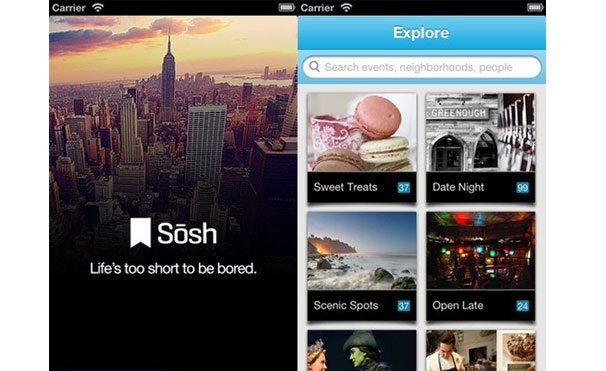 Carrier
Sōsh
Life's too short to be bored.
Carrier
Explore
Search events, neighborhoods, people
GREENOUGH
Sweet Treats 37
Date Night 99
Scenic Spots 37
Open Late 24